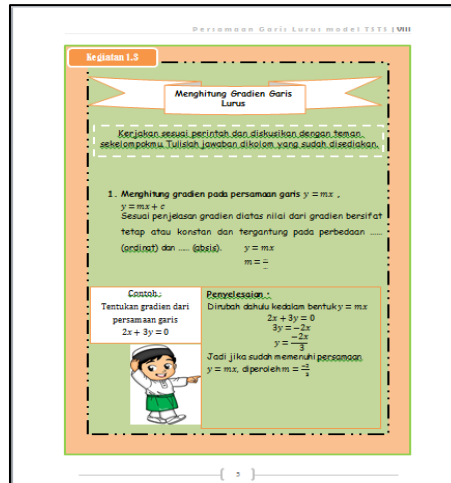 Persamaan Garis Lurus model TSTS | VIII
Kegiatan 1.3
Menghitung Gradien Garis
Lurus
Kerjakan sesuai perintah dan diskusikan dengan teman
sekelompokmu. Tulislah jawaban dikolom yang sudah disediakan.
1. Menghitung gradien pada persamaan garis y = mx ,
y = mx + c
Sesuai penjelasan gradien diatas nilai dari gradien bersifat
tetap atau konstan dan tergantung pada perbedaan ......
(ordinat) dan ..... (absis). y = mx
m = —
Contoh :
Tentukan gradien dari
persamaan garis
2x + 3y = 0
Penyelesaian :
Dirubah dahulu kedalam bentuk y = mx
2x + 3y = 0
3y = −2x
y = −2x/3
Jadi jika sudah memenuhi persamaan
y = mx, diperoleh m = −2/3
5